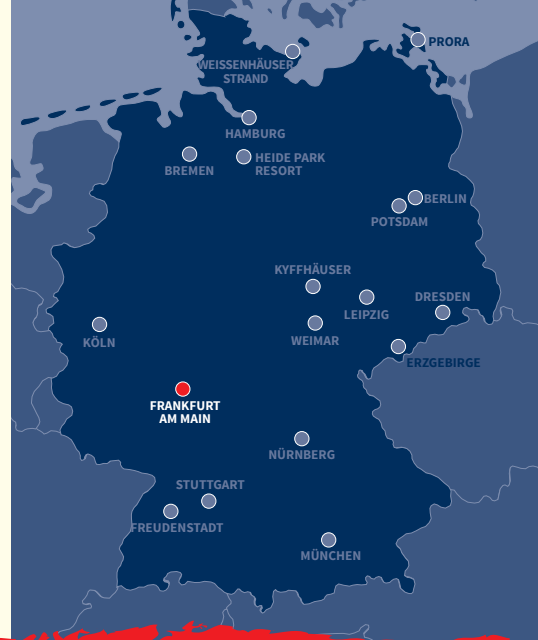 PRORA
WEISSENHÄUSER
STRAND
HAMBURG
BREMEN
HEIDE PARK
RESORT
BERLIN
POTSDAM
KYFFHÄUSER
LEIPZIG
DRESDEN
KÖLN
WEIMAR
ERZGEBIRGE
FRANKFURT
AM MAIN
NÜRNBERG
STUTTGART
FREUDENSTADT
MÜNCHEN